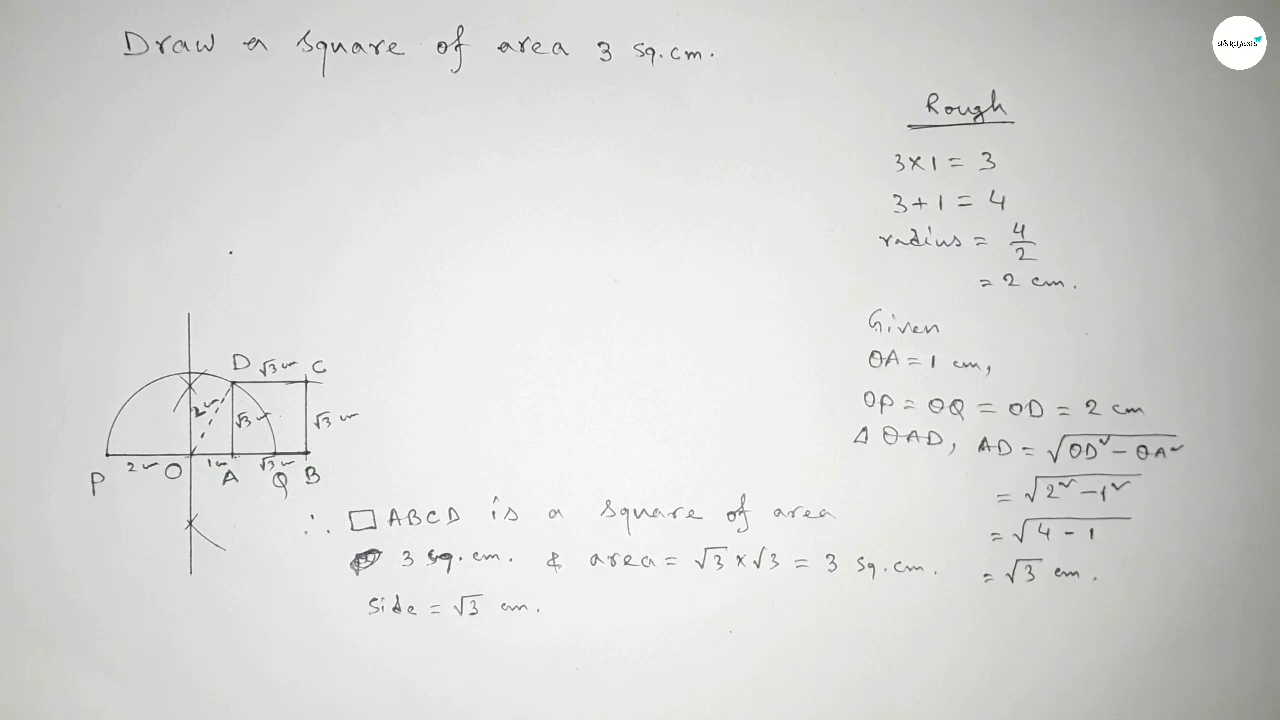 Draw a square of area 3 sq.cm.
Rough
3×1 = 3
3+1 = 4
radius = 4/2
= 2 cm.
Given
OA = 1 cm,
OP = OQ = OD = 2 cm
△ OAD, AD = √OD² − OA²
= √2² − 1²
= √4 − 1
= √3 cm.
D √3 cm C
2 cm √3 cm √3 cm
P 2 cm O 1 cm A √3 cm Q B
∴ □ABCD is a square of area
3 sq.cm. & area = √3 × √3 = 3 sq.cm.
Side = √3 cm.